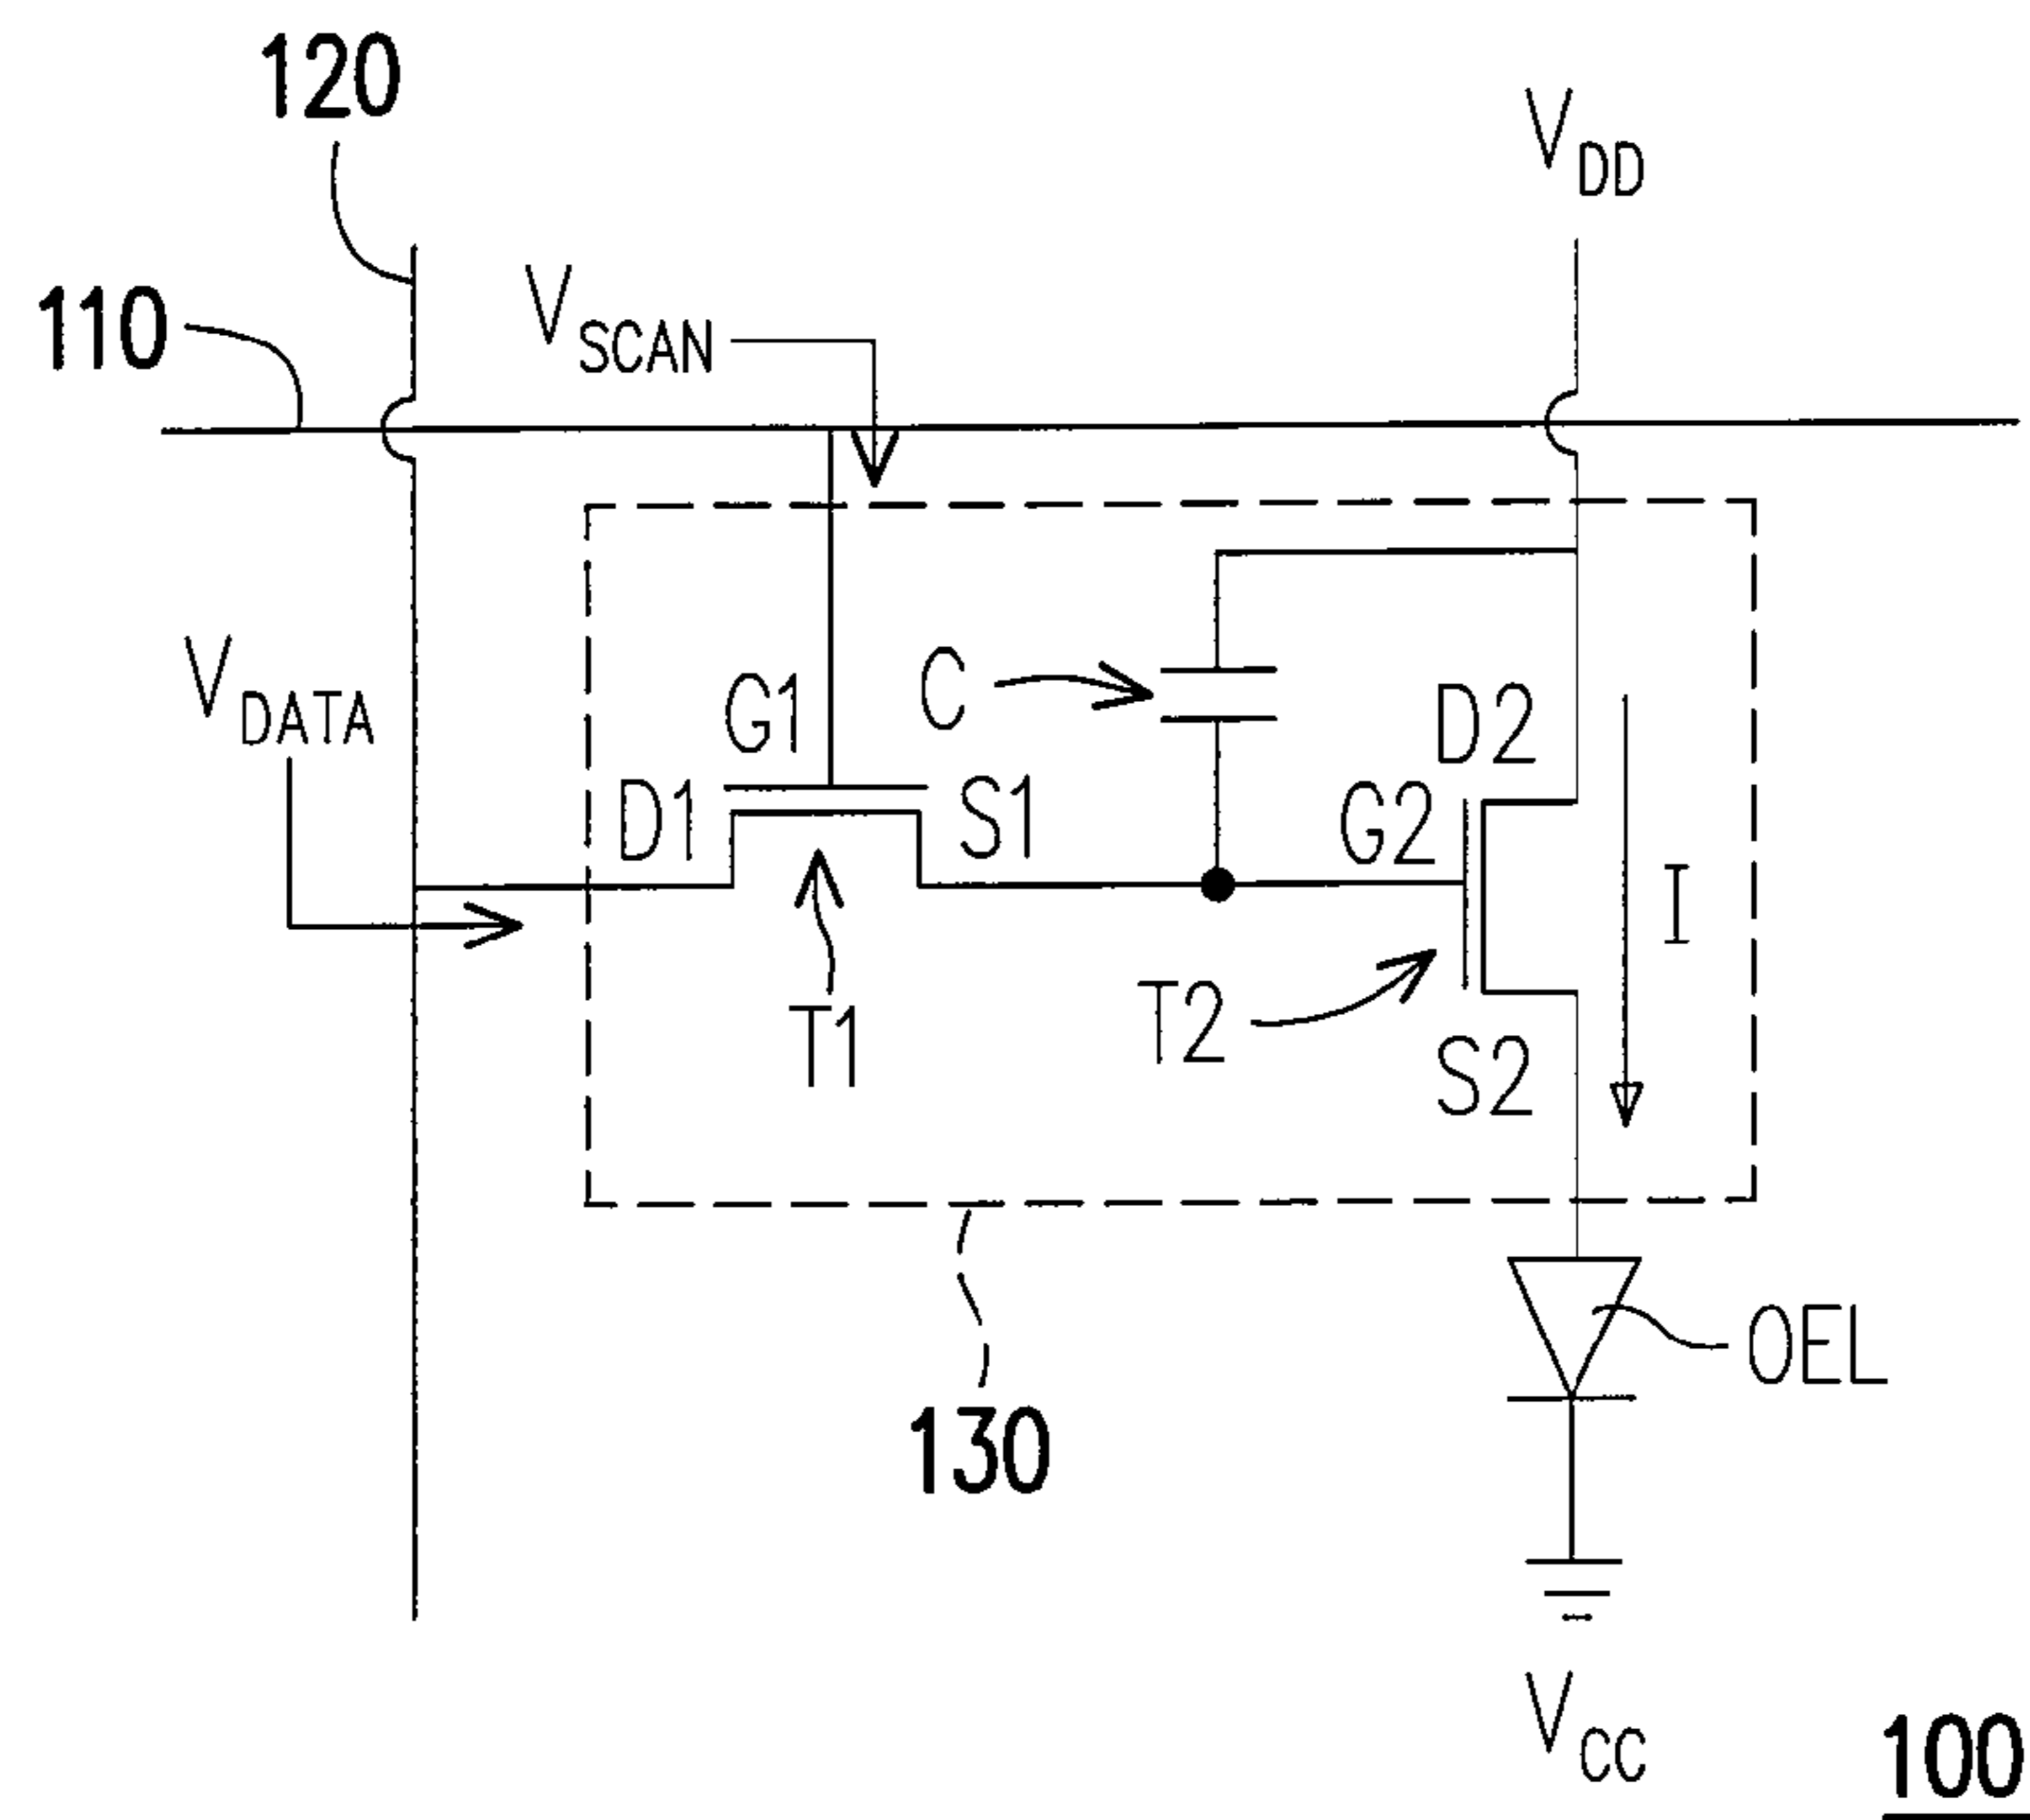 120
V_DD
110
V_SCAN
V_DATA
C
G1
D2
D1
S1
G2
I
T1
T2
S2
OEL
130
V_CC
100